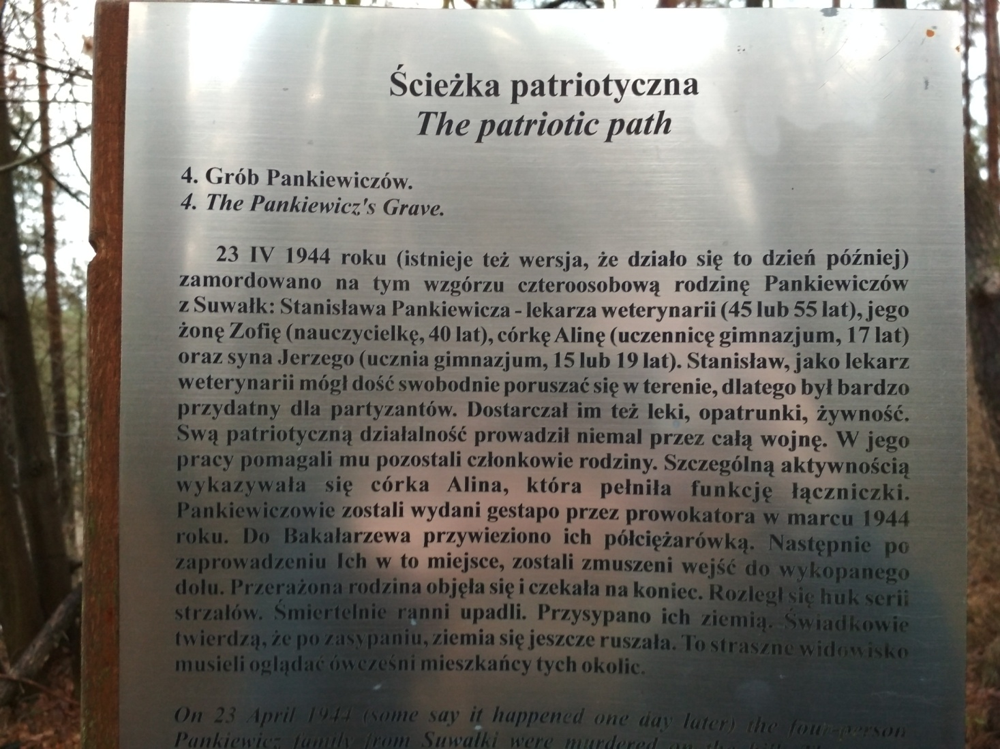 Ścieżka patriotyczna
The patriotic path
4. Grób Pankiewiczów.
4. The Pankiewicz's Grave.
23 IV 1944 roku (istnieje też wersja, że działo się to dzień później)
zamordowano na tym wzgórzu czteroosobową rodzinę Pankiewiczów
z Suwałk: Stanisława Pankiewicza - lekarza weterynarii (45 lub 55 lat), jego
żonę Zofię (nauczycielkę, 40 lat), córkę Alinę (uczennicę gimnazjum, 17 lat)
oraz syna Jerzego (ucznia gimnazjum, 15 lub 19 lat). Stanisław, jako lekarz
weterynarii mógł dość swobodnie poruszać się w terenie, dlatego był bardzo
przydatny dla partyzantów. Dostarczał im też leki, opatrunki, żywność.
Swą patriotyczną działalność prowadził niemal przez całą wojnę. W jego
pracy pomagali mu pozostali członkowie rodziny. Szczególną aktywnością
wykazywała się córka Alina, która pełniła funkcję łączniczki.
Pankiewiczowie zostali wydani gestapo przez prowokatora w marcu 1944
roku. Do Bakałarzewa przywieziono ich półciężarówką. Następnie po
zaprowadzeniu Ich w to miejsce, zostali zmuszeni wejść do wykopanego
dołu. Przerażona rodzina objęła się i czekała na koniec. Rozległ się huk serii
strzałów. Śmiertelnie ranni upadli. Przysypano ich ziemią. Świadkowie
twierdzą, że po zasypaniu, ziemia się jeszcze ruszała. To straszne widowisko
musieli oglądać ówcześni mieszkańcy tych okolic.
On 23 April 1944 (some say it happened one day later) the four-person
Pankiewicz family from Suwałki were murdered on